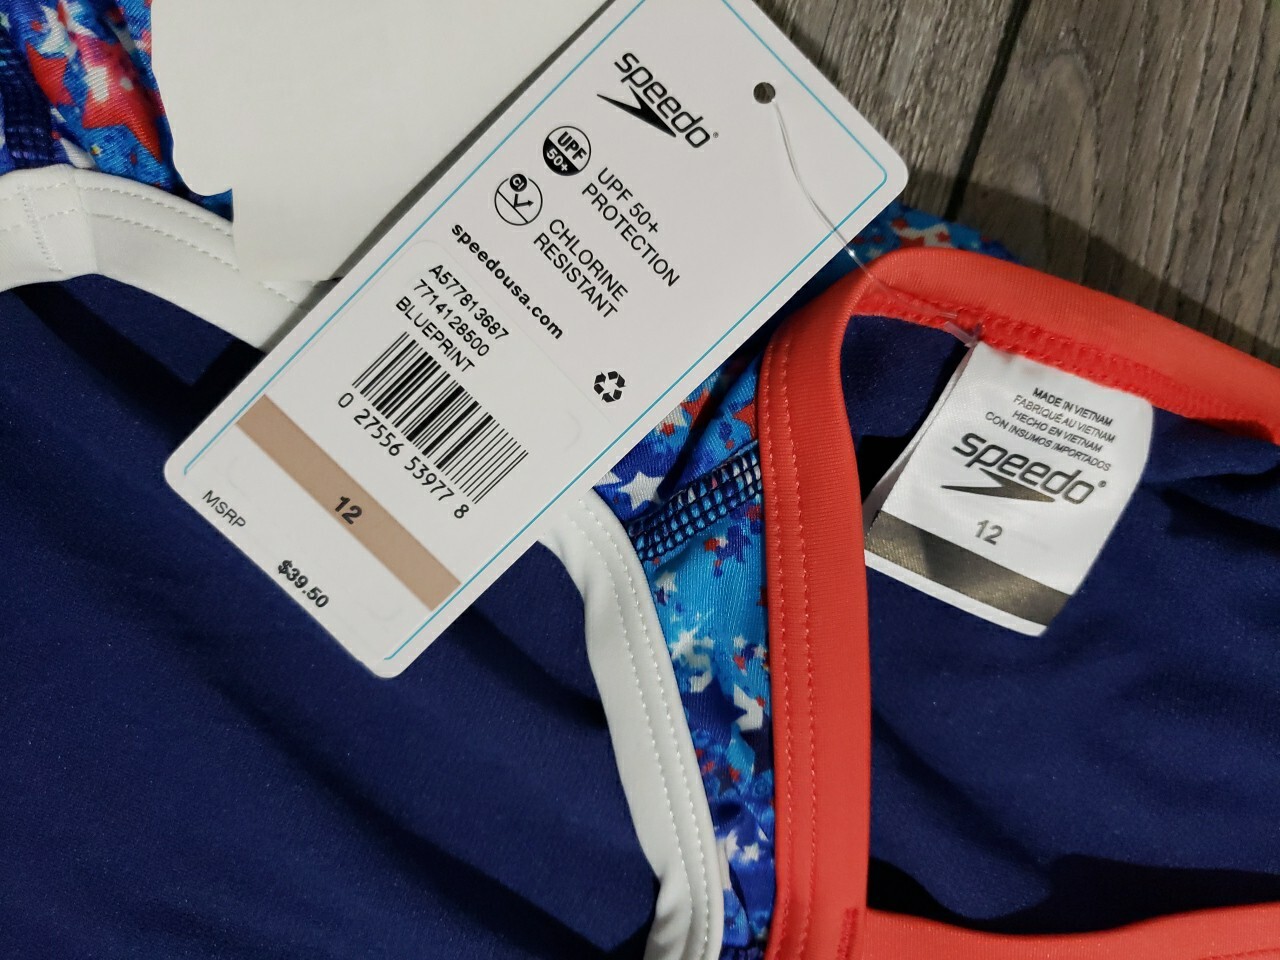 speedo
UPF
50+
UPF 50+
PROTECTION
Cl
CHLORINE
RESISTANT
speedousa.com
A577813687
7714128500
BLUEPRINT
0 27556 53977 8
12
MSRP
$39.50
MADE IN VIETNAM
FABRIQUÉ AU VIETNAM
HECHO EN VIETNAM
CON INSUMOS IMPORTADOS
speedo
12